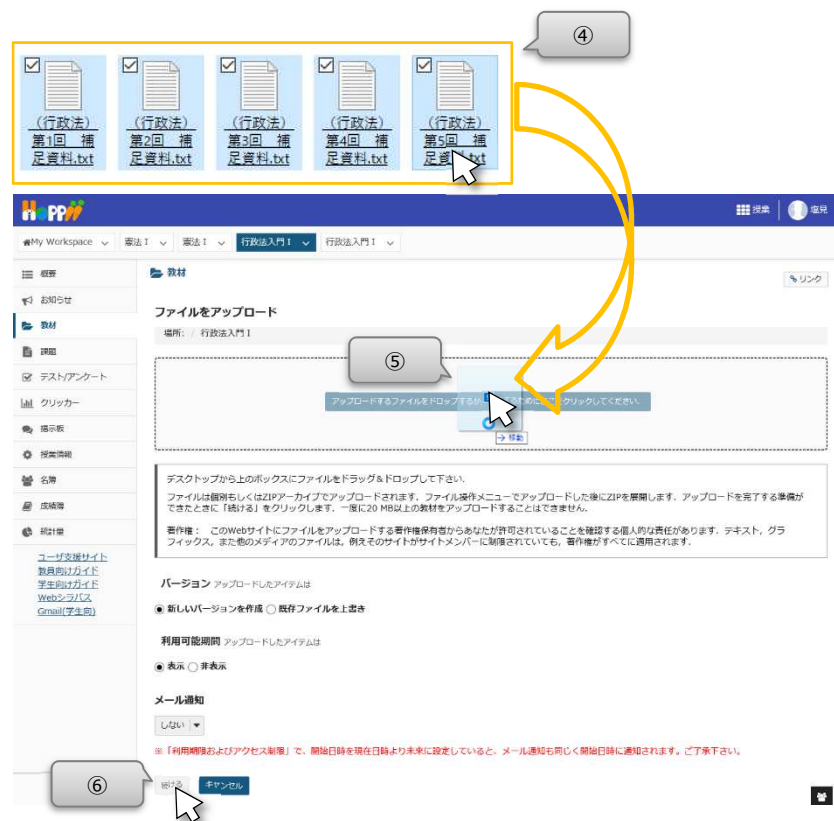 ④
(行政法) 第1回 補足資料.txt
(行政法) 第2回 補足資料.txt
(行政法) 第3回 補足資料.txt
(行政法) 第4回 補足資料.txt
(行政法) 第5回 補足資料.txt
Hoppii
授業
塩見
My Workspace 憲法Ⅰ 憲法Ⅰ 行政法入門Ⅰ 行政法入門Ⅰ
概要
お知らせ
教材
課題
テスト/アンケート
クリッカー
掲示板
授業情報
名簿
成績簿
統計量
ユーザ支援サイト
教員向けガイド
学生向けガイド
Webシラバス
Gmail(学生向)
教材
リンク
ファイルをアップロード
場所: / 行政法入門Ⅰ
⑤
アップロードするファイルをドロップするか、 クリックしてください.
→ 移動
デスクトップから上のボックスにファイルをドラッグ&ドロップして下さい.
ファイルは個別もしくはZIPアーカイブでアップロードされます. ファイル操作メニューでアップロードした後にZIPを展開します. アップロードを完了する準備が
できたときに「続ける」をクリックします. 一度に20 MB以上の教材をアップロードすることはできません.
著作権: このWebサイトにファイルをアップロードする著作権保有者からあなたが許可されていることを確認する個人的な責任があります. テキスト, グラ
フィックス, また他のメディアのファイルは, 例えそのサイトがサイトメンバーに制限されていても, 著作権がすべてに適用されます.
バージョン アップロードしたアイテムは
新しいバージョンを作成 既存ファイルを上書き
利用可能期間 アップロードしたアイテムは
表示 非表示
メール通知
しない
※「利用期限およびアクセス制限」で、開始日時を現在日時より未来に設定していると、メール通知も同じく開始日時に通知されます。ご了承下さい。
⑥
続ける キャンセル